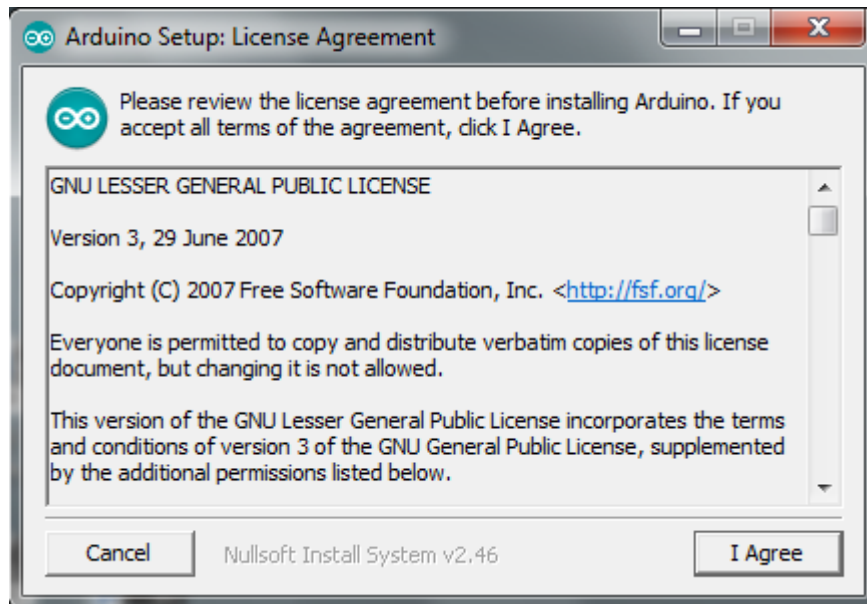 Arduino Setup: License Agreement
Please review the license agreement before installing Arduino. If you
accept all terms of the agreement, click I Agree.
GNU LESSER GENERAL PUBLIC LICENSE
Version 3, 29 June 2007
Copyright (C) 2007 Free Software Foundation, Inc. <http://fsf.org/>
Everyone is permitted to copy and distribute verbatim copies of this license
document, but changing it is not allowed.
This version of the GNU Lesser General Public License incorporates the terms
and conditions of version 3 of the GNU General Public License, supplemented
by the additional permissions listed below.
Cancel
Nullsoft Install System v2.46
I Agree